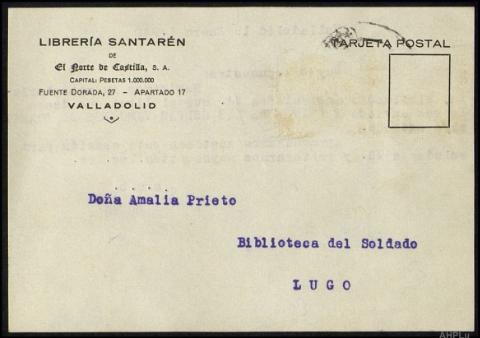 LIBRERÍA SANTARÉN
DE
El Norte de Castilla, S. A.
CAPITAL: PESETAS 1.000.000
FUENTE DORADA, 27 - APARTADO 17
VALLADOLID
TARJETA POSTAL
Doña Amalia Prieto
Biblioteca del Soldado
LUGO
AHPLu